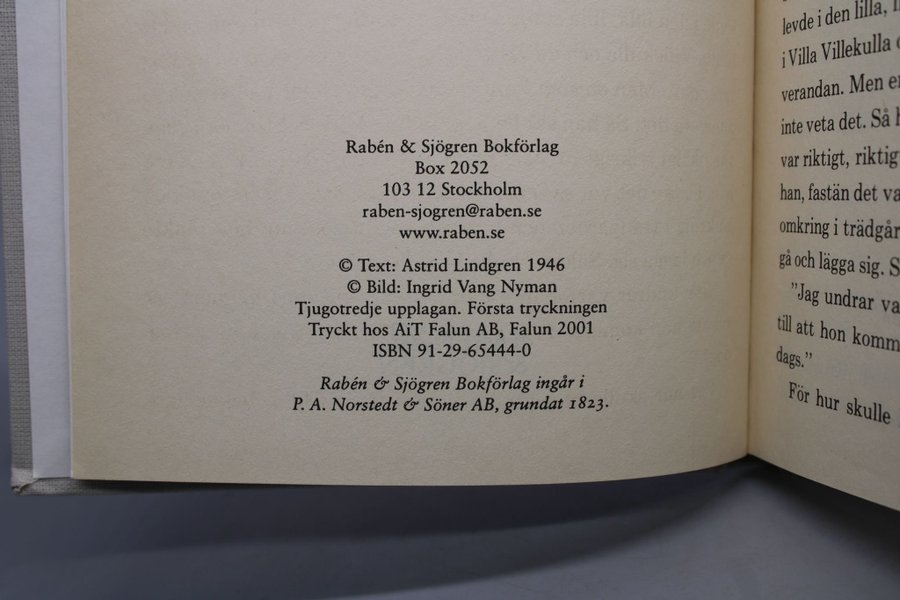 Rabén & Sjögren Bokförlag
Box 2052
103 12 Stockholm
raben-sjogren@raben.se
www.raben.se
© Text: Astrid Lindgren 1946
© Bild: Ingrid Vang Nyman
Tjugotredje upplagan. Första tryckningen
Tryckt hos AiT Falun AB, Falun 2001
ISBN 91-29-65444-0
Rabén & Sjögren Bokförlag ingår i
P. A. Norstedt & Söner AB, grundat 1823.
levde i den lilla,
i Villa Villekulla
verandan. Men
inte veta det. Så
var riktigt, riktig
han, fastän det va
omkring i trädgår
gå och lägga sig. S
"Jag undrar va
till att hon komm
dags."
För hur skulle